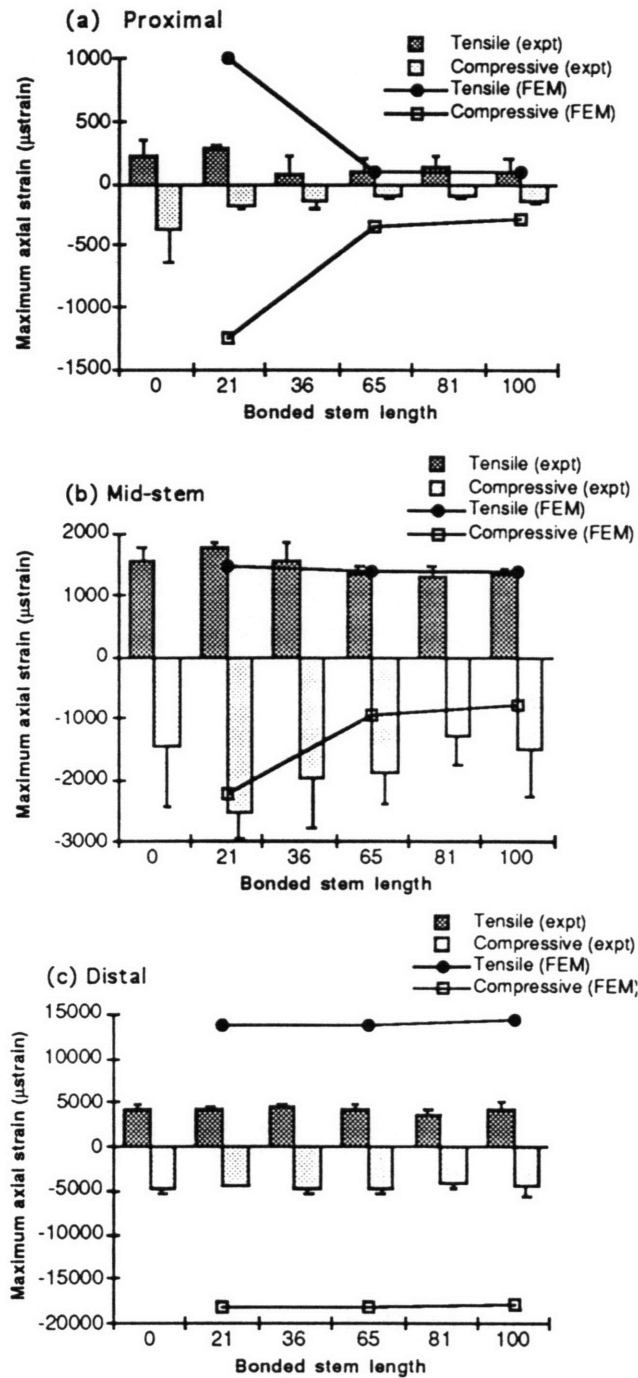 (a) Proximal
Tensile (expt)
Compressive (expt)
Tensile (FEM)
Compressive (FEM)
Maximum axial strain (μstrain)
1000
500
0
-500
-1000
-1500
0 21 36 65 81 100
Bonded stem length
(b) Mid-stem
Tensile (expt)
Compressive (expt)
Tensile (FEM)
Compressive (FEM)
Maximum axial strain (μstrain)
2000
1000
0
-1000
-2000
-3000
0 21 36 65 81 100
Bonded stem length
(c) Distal
Tensile (expt)
Compressive (expt)
Tensile (FEM)
Compressive (FEM)
Maximum axial strain (μstrain)
15000
10000
5000
0
-5000
-10000
-15000
-20000
0 21 36 65 81 100
Bonded stem length